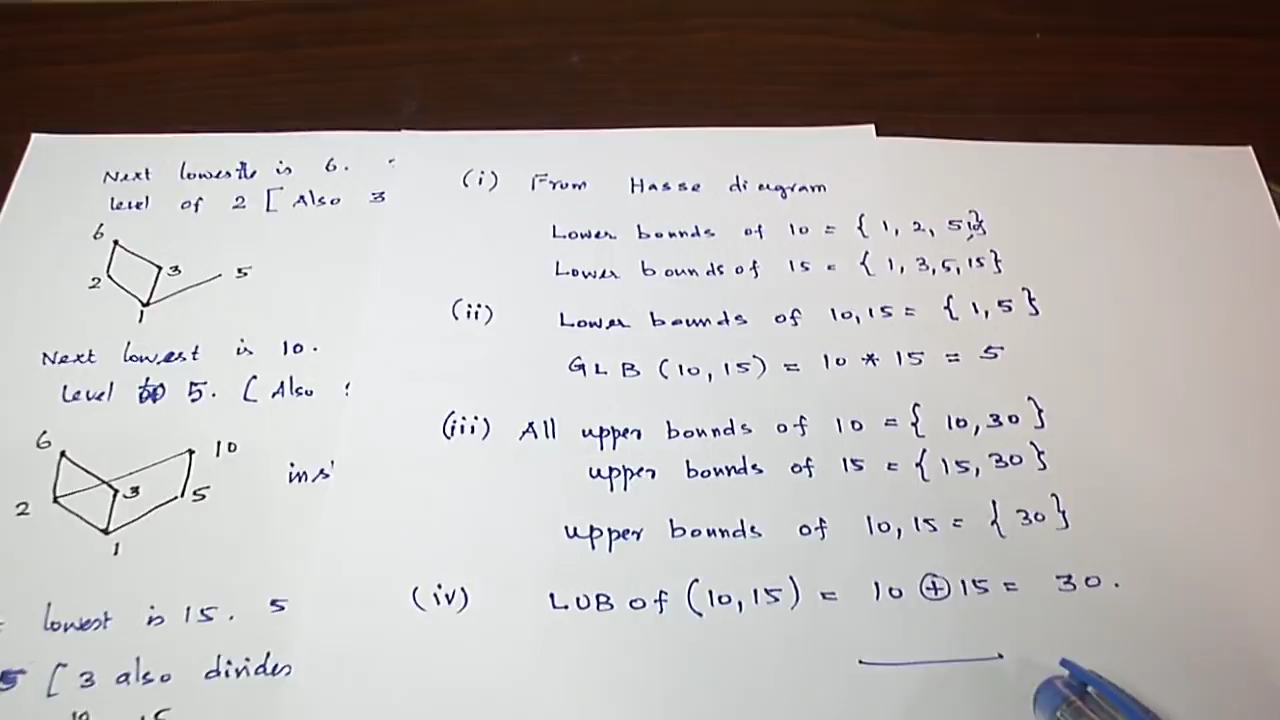 Next lowest is 6.
level of 2 [ Also 3
6
2
3
5
1
Next lowest is 10.
Level to 5. [ Also
6
10
2
3
5
1
lowest is 15. 5
5 [ 3 also divides
10 15
(i) From Hasse diagram
Lower bounds of 10 = { 1, 2, 5, 10}
Lower bounds of 15 = { 1, 3, 5, 15}
(ii) Lower bounds of 10, 15 = { 1, 5 }
GLB (10, 15) = 10 * 15 = 5
(iii) All upper bounds of 10 = { 10, 30 }
upper bounds of 15 = { 15, 30 }
upper bounds of 10, 15 = { 30 }
(iv) LUB of (10, 15) = 10 ⊕ 15 = 30.